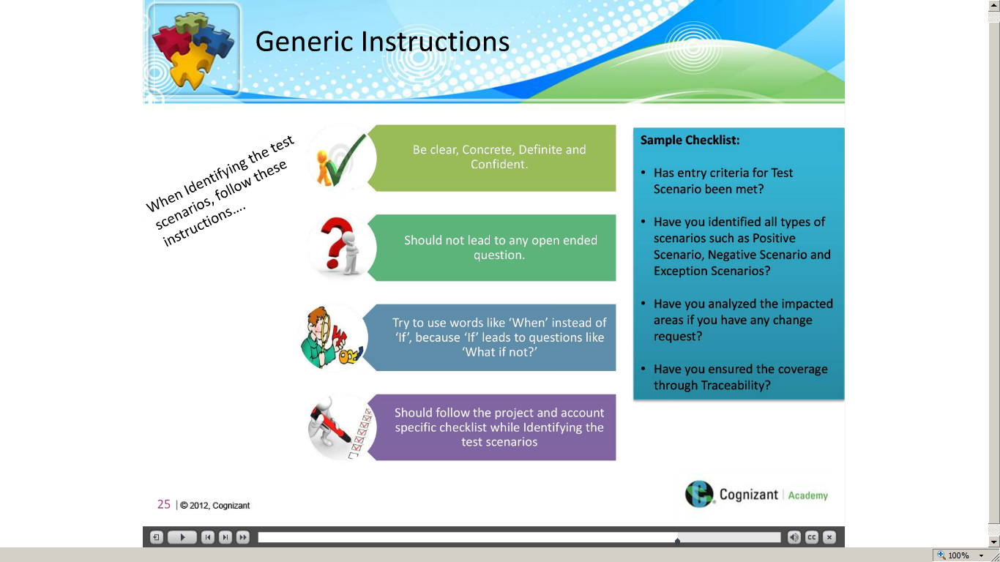 Generic Instructions
When Identifying the test
scenarios, follow these
instructions....
Be clear, Concrete, Definite and
Confident.
Should not lead to any open ended
question.
Try to use words like ‘When’ instead of
‘If’, because ‘If’ leads to questions like
‘What if not?’
Should follow the project and account
specific checklist while Identifying the
test scenarios
Sample Checklist:
• Has entry criteria for Test
Scenario been met?
• Have you identified all types of
scenarios such as Positive
Scenario, Negative Scenario and
Exception Scenarios?
• Have you analyzed the impacted
areas if you have any change
request?
• Have you ensured the coverage
through Traceability?
25 | © 2012, Cognizant
Cognizant | Academy
CC
100%